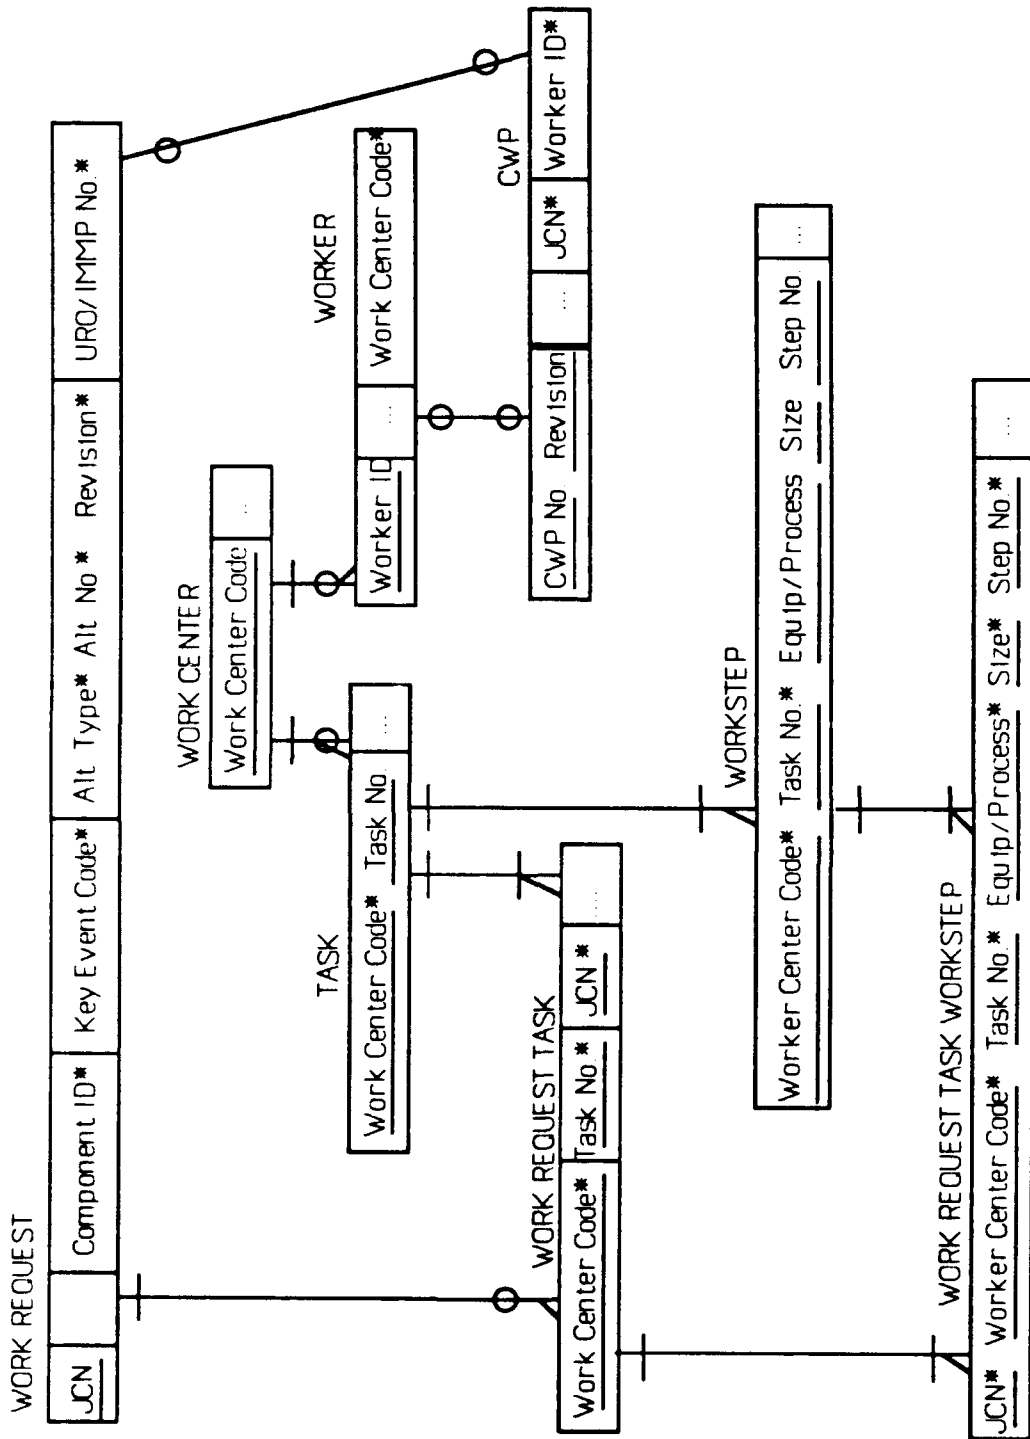 WORK REQUEST
JCN Component ID* Key Event Code* Alt Type* Alt No* Revision* URO/IMMP No.*
WORK CENTER
Work Center Code ...
WORKER
Worker ID ... Work Center Code*
TASK
Work Center Code* Task No. ...
CWP
CWP No. Revision ... JCN* Worker ID*
WORK REQUEST TASK
Work Center Code* Task No.* JCN* ...
WORKSTEP
Worker Center Code* Task No.* Equip/Process Size Step No. ...
WORK REQUEST TASK WORKSTEP
JCN* Worker Center Code* Task No.* Equip/Process* Size* Step No.* ...